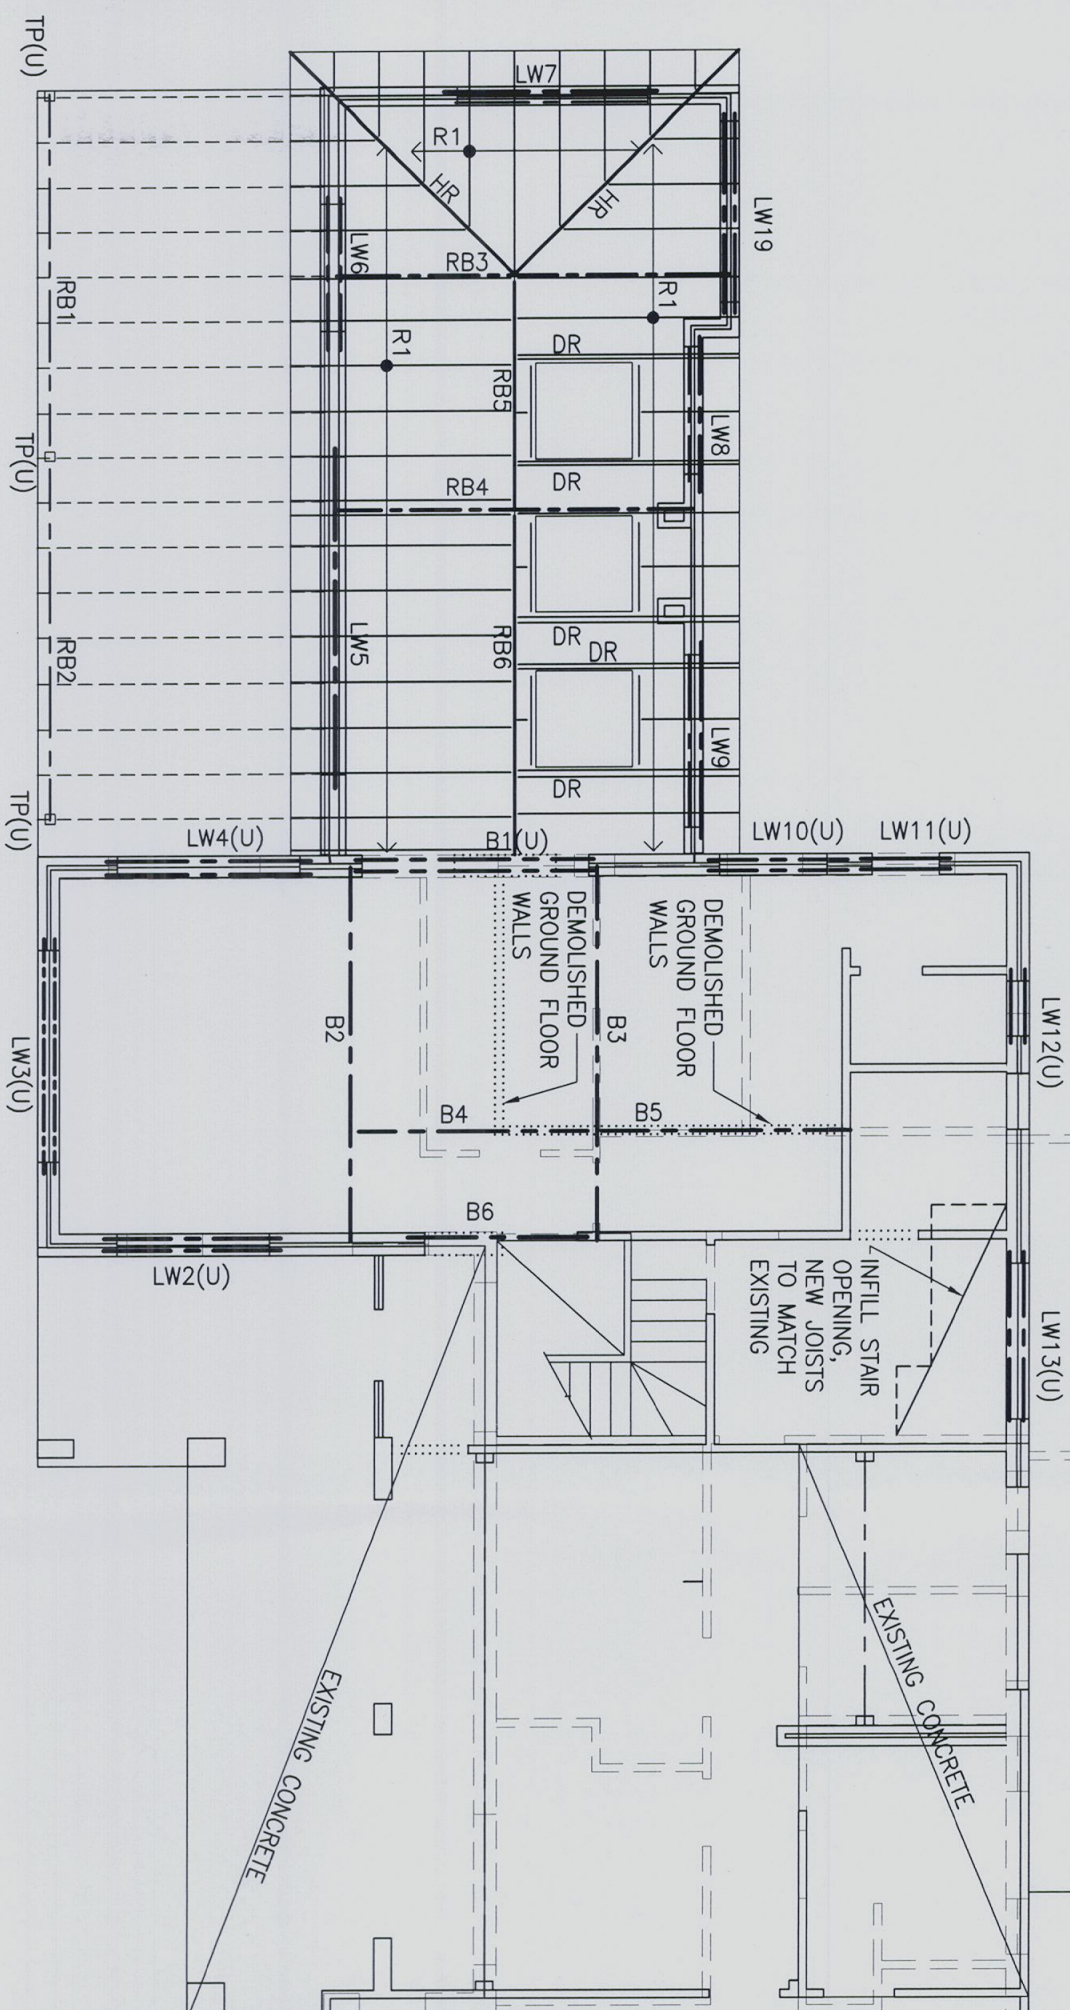 TP(U)
LW7
R1
HR
HR
LW19
LW6
RB3
RB1
R1
R1
DR
RB5
LW8
TP(U)
RB4
DR
RB2
LW5
RB6
DR
DR
LW9
DR
TP(U)
LW4(U)
B1(U)
LW10(U)
LW11(U)
DEMOLISHED
GROUND FLOOR
WALLS
DEMOLISHED
GROUND FLOOR
WALLS
LW3(U)
B2
B3
LW12(U)
B4
B5
B6
LW2(U)
INFILL STAIR
OPENING,
NEW JOISTS
TO MATCH
EXISTING
LW13(U)
EXISTING CONCRETE
EXISTING CONCRETE